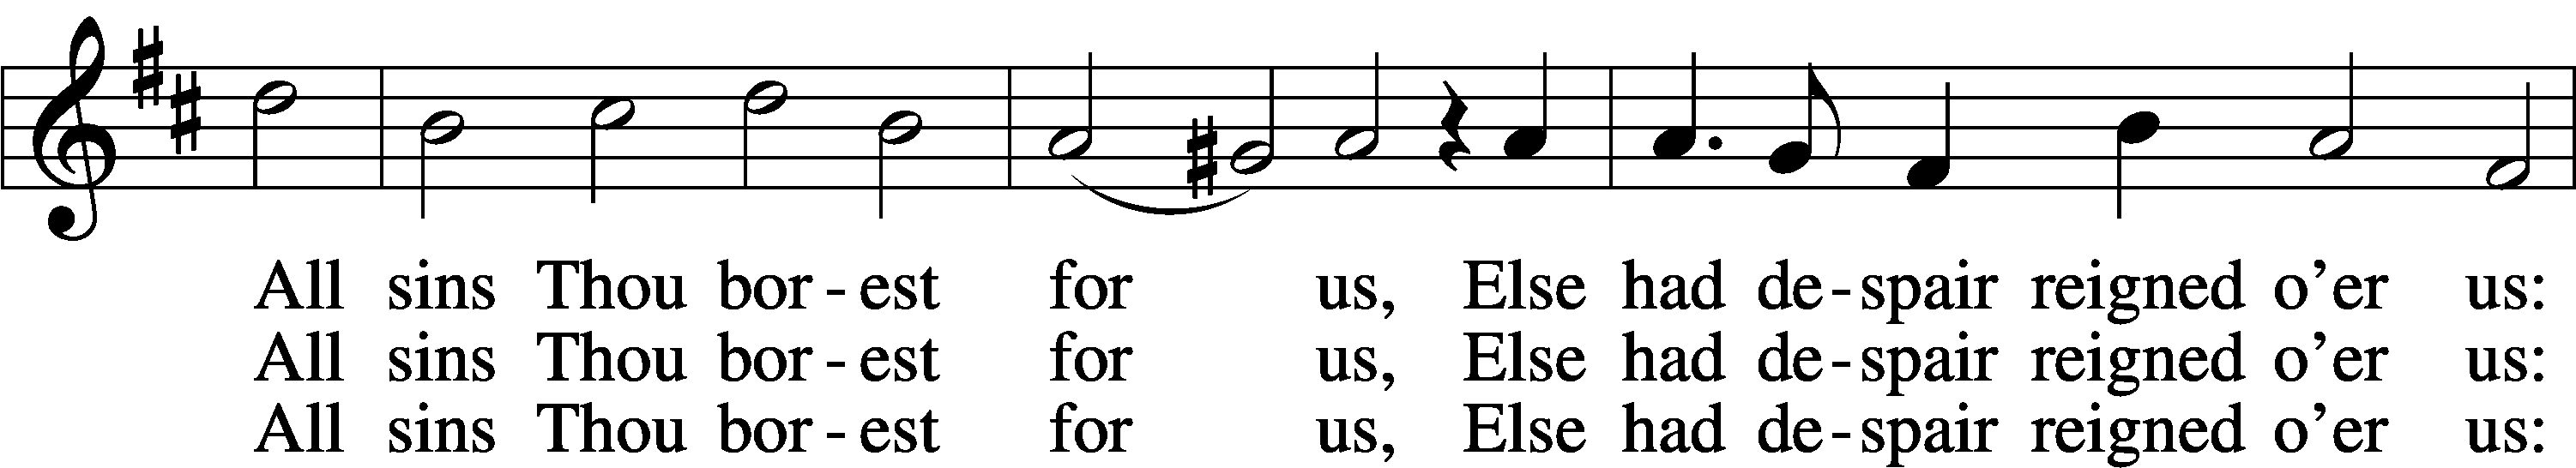 All sins Thou bor - est for us, Else had de - spair reigned o’er us:
All sins Thou bor - est for us, Else had de - spair reigned o’er us:
All sins Thou bor - est for us, Else had de - spair reigned o’er us: